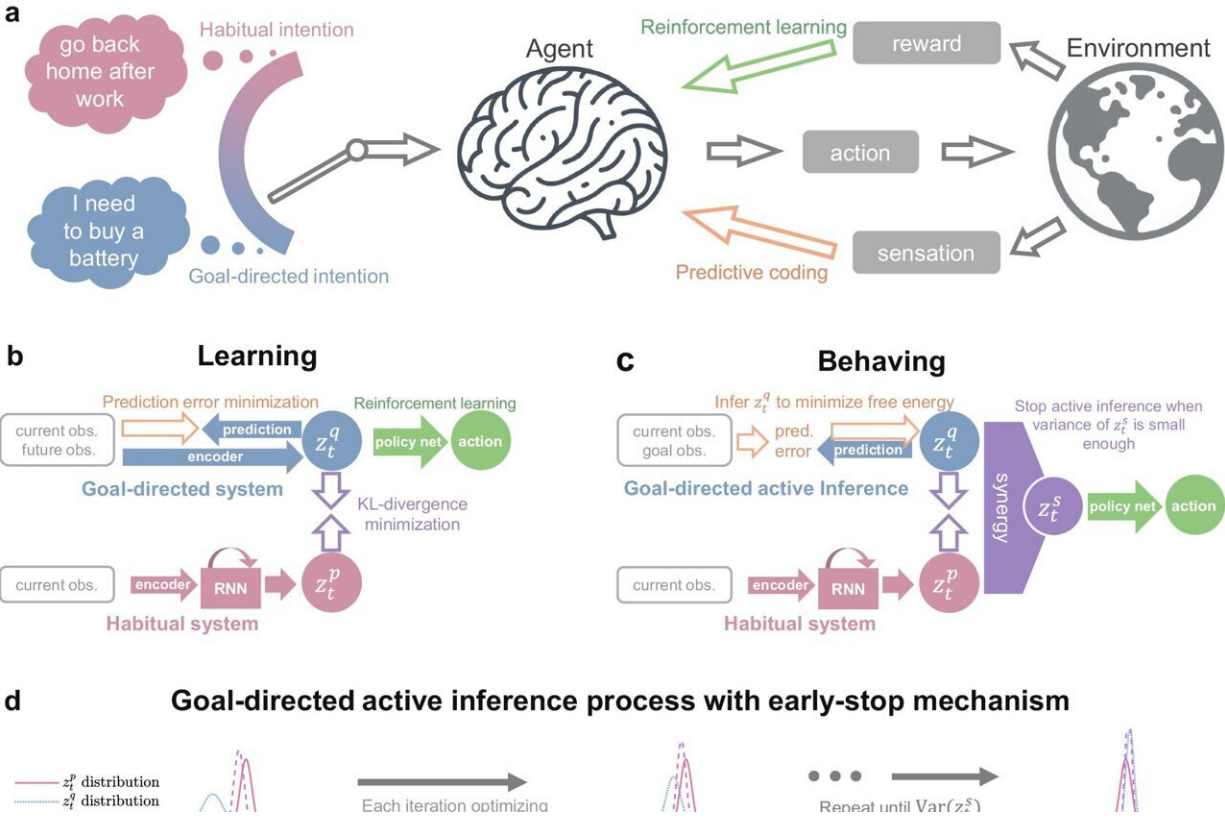 a
go back
home after
work
Habitual intention
I need
to buy a
battery
Goal-directed intention
Agent
Reinforcement learning
reward
Environment
action
sensation
Predictive coding
b
Learning
Prediction error minimization
Reinforcement learning
current obs.
future obs.
prediction
encoder
z_t^q
policy net
action
Goal-directed system
KL-divergence
minimization
current obs.
encoder
RNN
z_t^p
Habitual system
c
Behaving
Infer z_t^q to minimize free energy
Stop active inference when
variance of z_t^s is small
enough
current obs.
goal obs.
pred.
error
prediction
z_t^q
Goal-directed active Inference
synergy
z_t^s
policy net
action
current obs.
encoder
RNN
z_t^p
Habitual system
d
Goal-directed active inference process with early-stop mechanism
z_t^p distribution
z_t^q distribution
Each iteration optimizing
Repeat until Var(z_t^s)